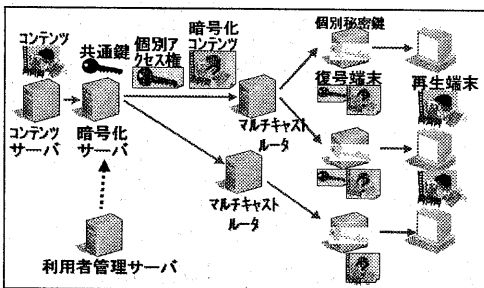 コンテンツ
共通鍵
個別ア
クセス権
暗号化
コンテンツ
個別秘密鍵
復号端末
再生端末
コンテンツ
サーバ
暗号化
サーバ
マルチキャスト
ルータ
マルチキャスト
ルータ
利用者管理サーバ